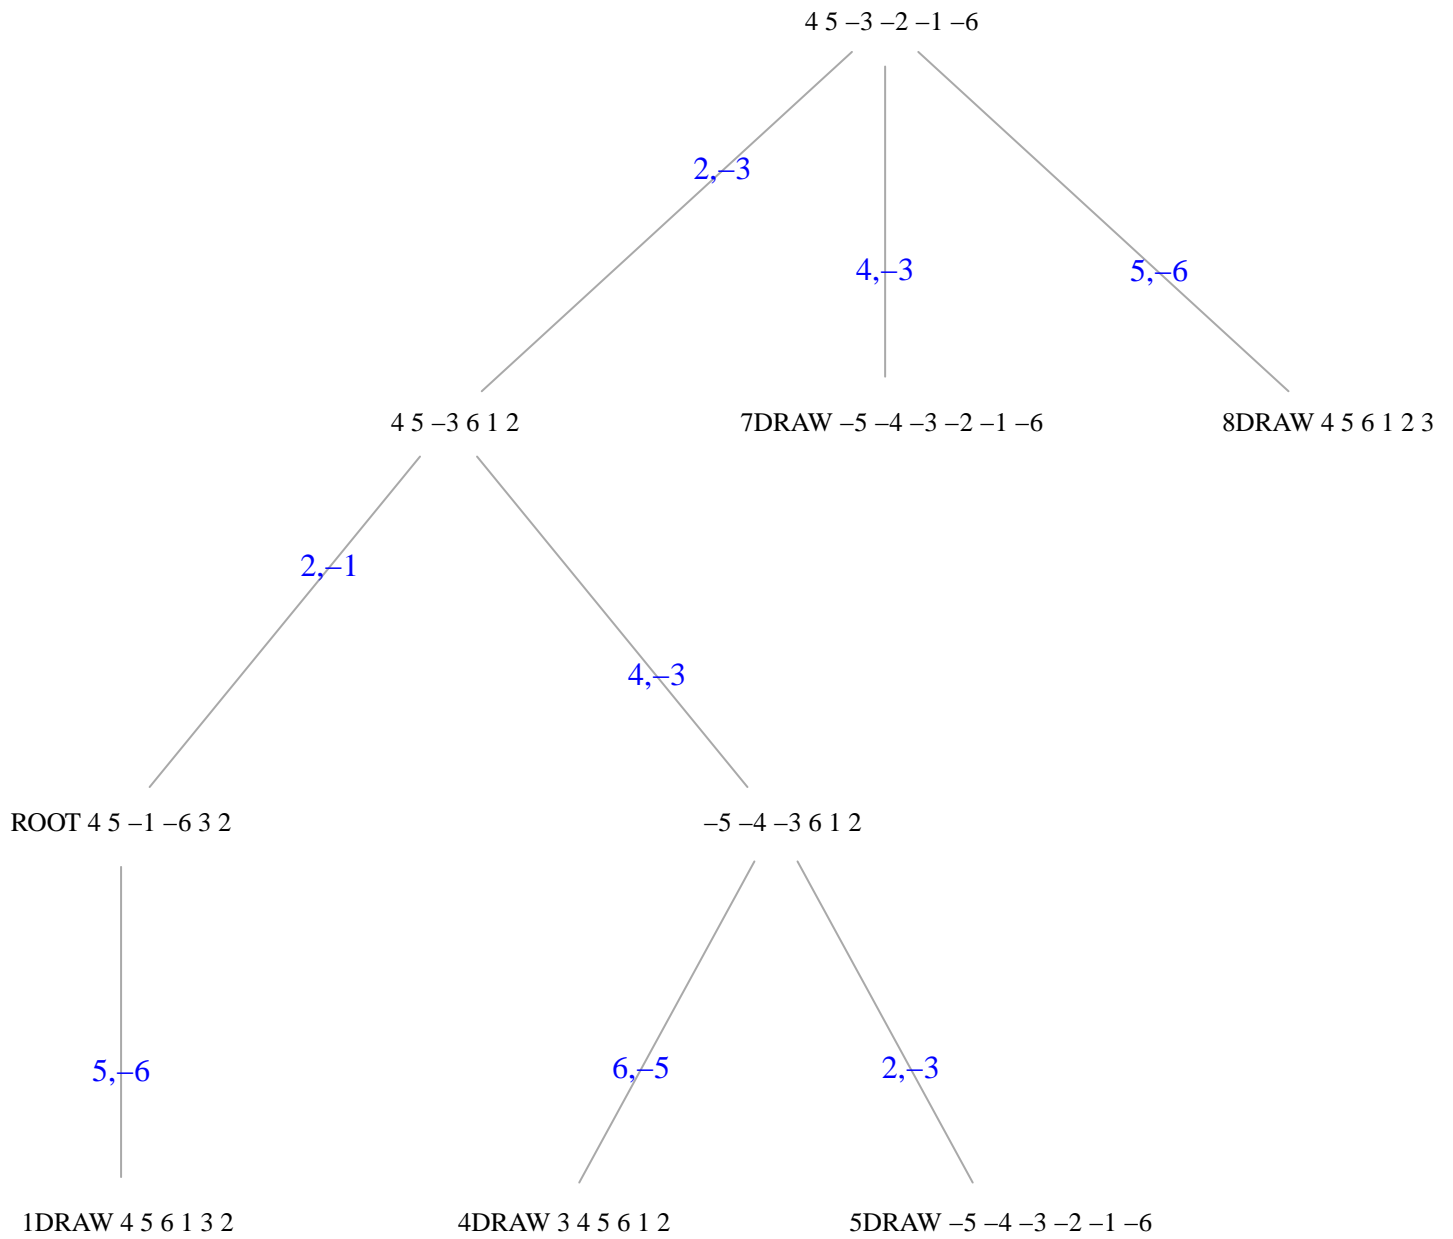 4 5 –3 –2 –1 –6
2,–3
4,–3
5,–6
4 5 –3 6 1 2
7DRAW –5 –4 –3 –2 –1 –6
8DRAW 4 5 6 1 2 3
2,–1
4,–3
ROOT 4 5 –1 –6 3 2
–5 –4 –3 6 1 2
5,–6
6,–5
2,–3
1DRAW 4 5 6 1 3 2
4DRAW 3 4 5 6 1 2
5DRAW –5 –4 –3 –2 –1 –6